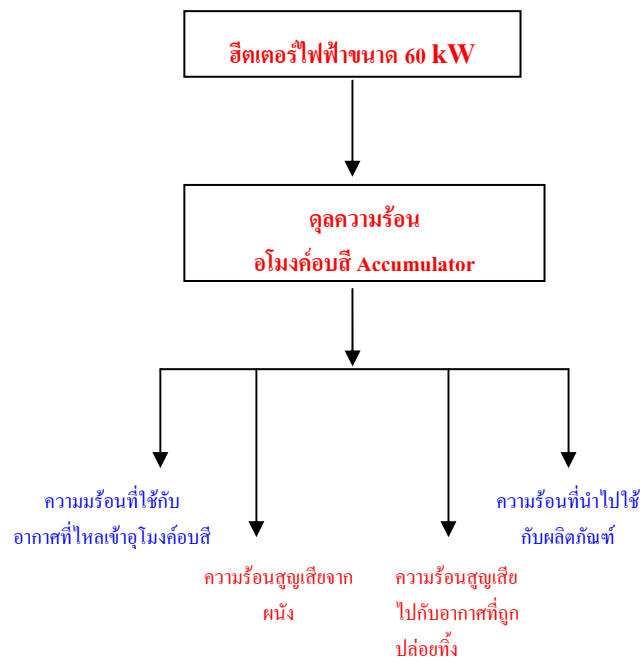 ฮีตเตอร์ไฟฟ้าขนาด 60 kW
ดุลความร้อน
อโมงค์อบสี Accumulator
ความมร้อนที่ใช้กับ
อากาศที่ไหลเข้าอุโมงค์อบสี
ความร้อนสูญเสียจาก
ผนัง
ความร้อนสูญเสีย
ไปกับอากาศที่ถูก
ปล่อยทิ้ง
ความร้อนที่นำไปใช้
กับผลิตภัณฑ์